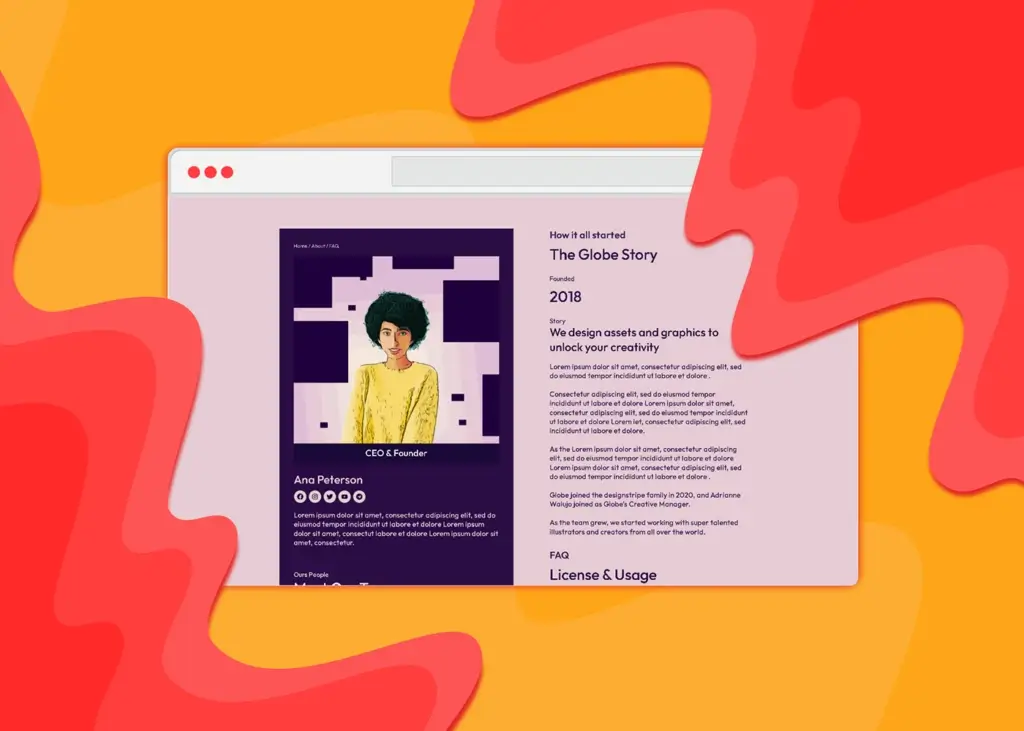 Home / About / FAQ
CEO & Founder
Ana Peterson
Lorem ipsum dolor sit amet, consectetur adipiscing elit, sed do
eiusmod tempor incididunt ut labore et dolore Lorem ipsum
dolor sit amet, consectut labore et dolore Lorem ipsum dolor sit
amet, consectetur.
Ours People
How it all started
The Globe Story
Founded
2018
Story
We design assets and graphics to
unlock your creativity
Lorem ipsum dolor sit amet, consectetur adipiscing elit, sed
do eiusmod tempor incididunt ut labore et dolore .
Consectetur adipiscing elit, sed do eiusmod tempor
incididunt ut labore et dolore Lorem ipsum dolor sit amet,
consectetur adipiscing elit, sed do eiusmod tempor incididunt
ut labore et dolore Lorem iet, consectetur adipiscing elit, sed do eiusmod tempor
incididunt ut labore et dolore.
As the Lorem ipsum dolor sit amet, consectetur adipiscing
elit, sed do eiusmod tempor incididunt ut labore et dolore
Lorem ipsum dolor sit amet, consectetur adipiscing elit, sed
do eiusmod tempor incididunt ut labore et dolore .
Globe joined the designstripe family in 2020, and Adrianne
Walujo joined as Globe's Creative Manager.
As the team grew, we started working with super talented
illustrators and creators from all over the world.
FAQ
License & Usage